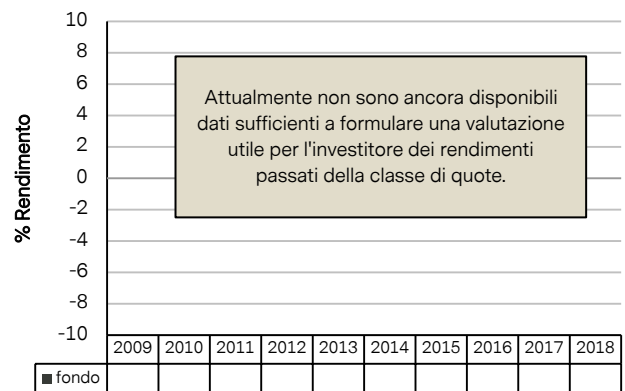 % Rendimento
10
8
6
4
2
0
-2
-4
-6
-8
-10
Attualmente non sono ancora disponibili
dati sufficienti a formulare una valutazione
utile per l'investitore dei rendimenti
passati della classe di quote.
2009 2010 2011 2012 2013 2014 2015 2016 2017 2018
fondo